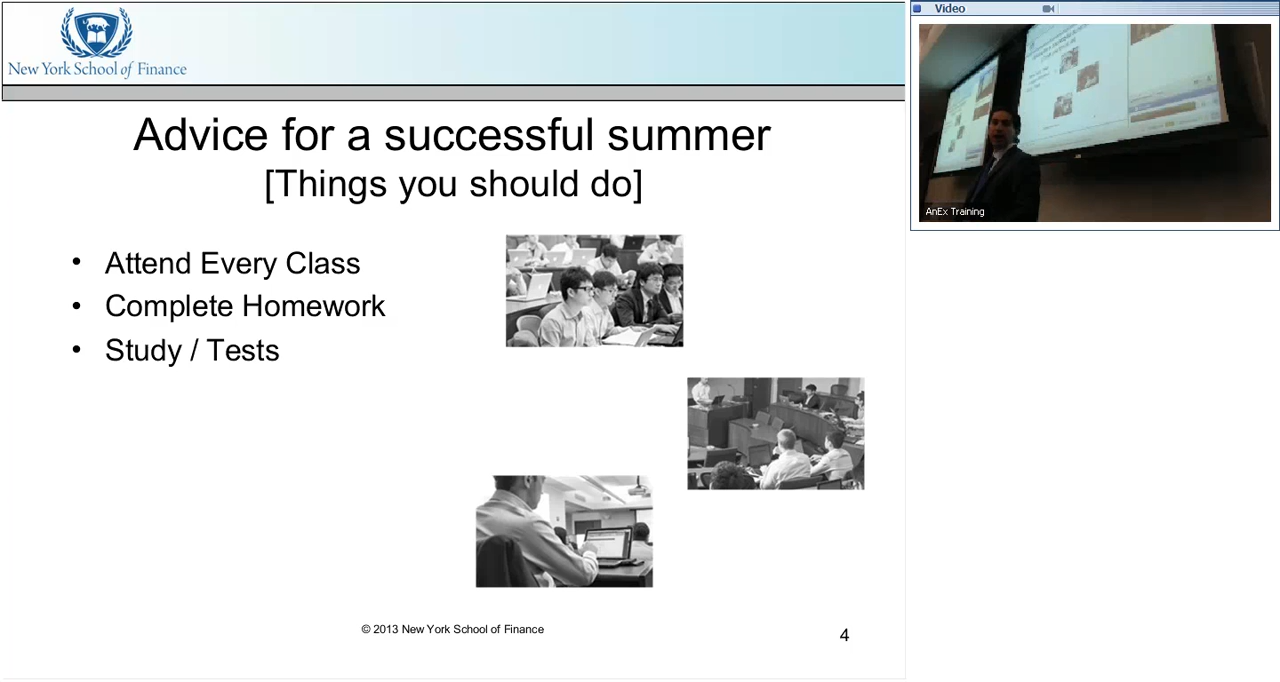 New York School of Finance
Advice for a successful summer
[Things you should do]
• Attend Every Class
• Complete Homework
• Study / Tests
© 2013 New York School of Finance
4
Video
AnEx Training